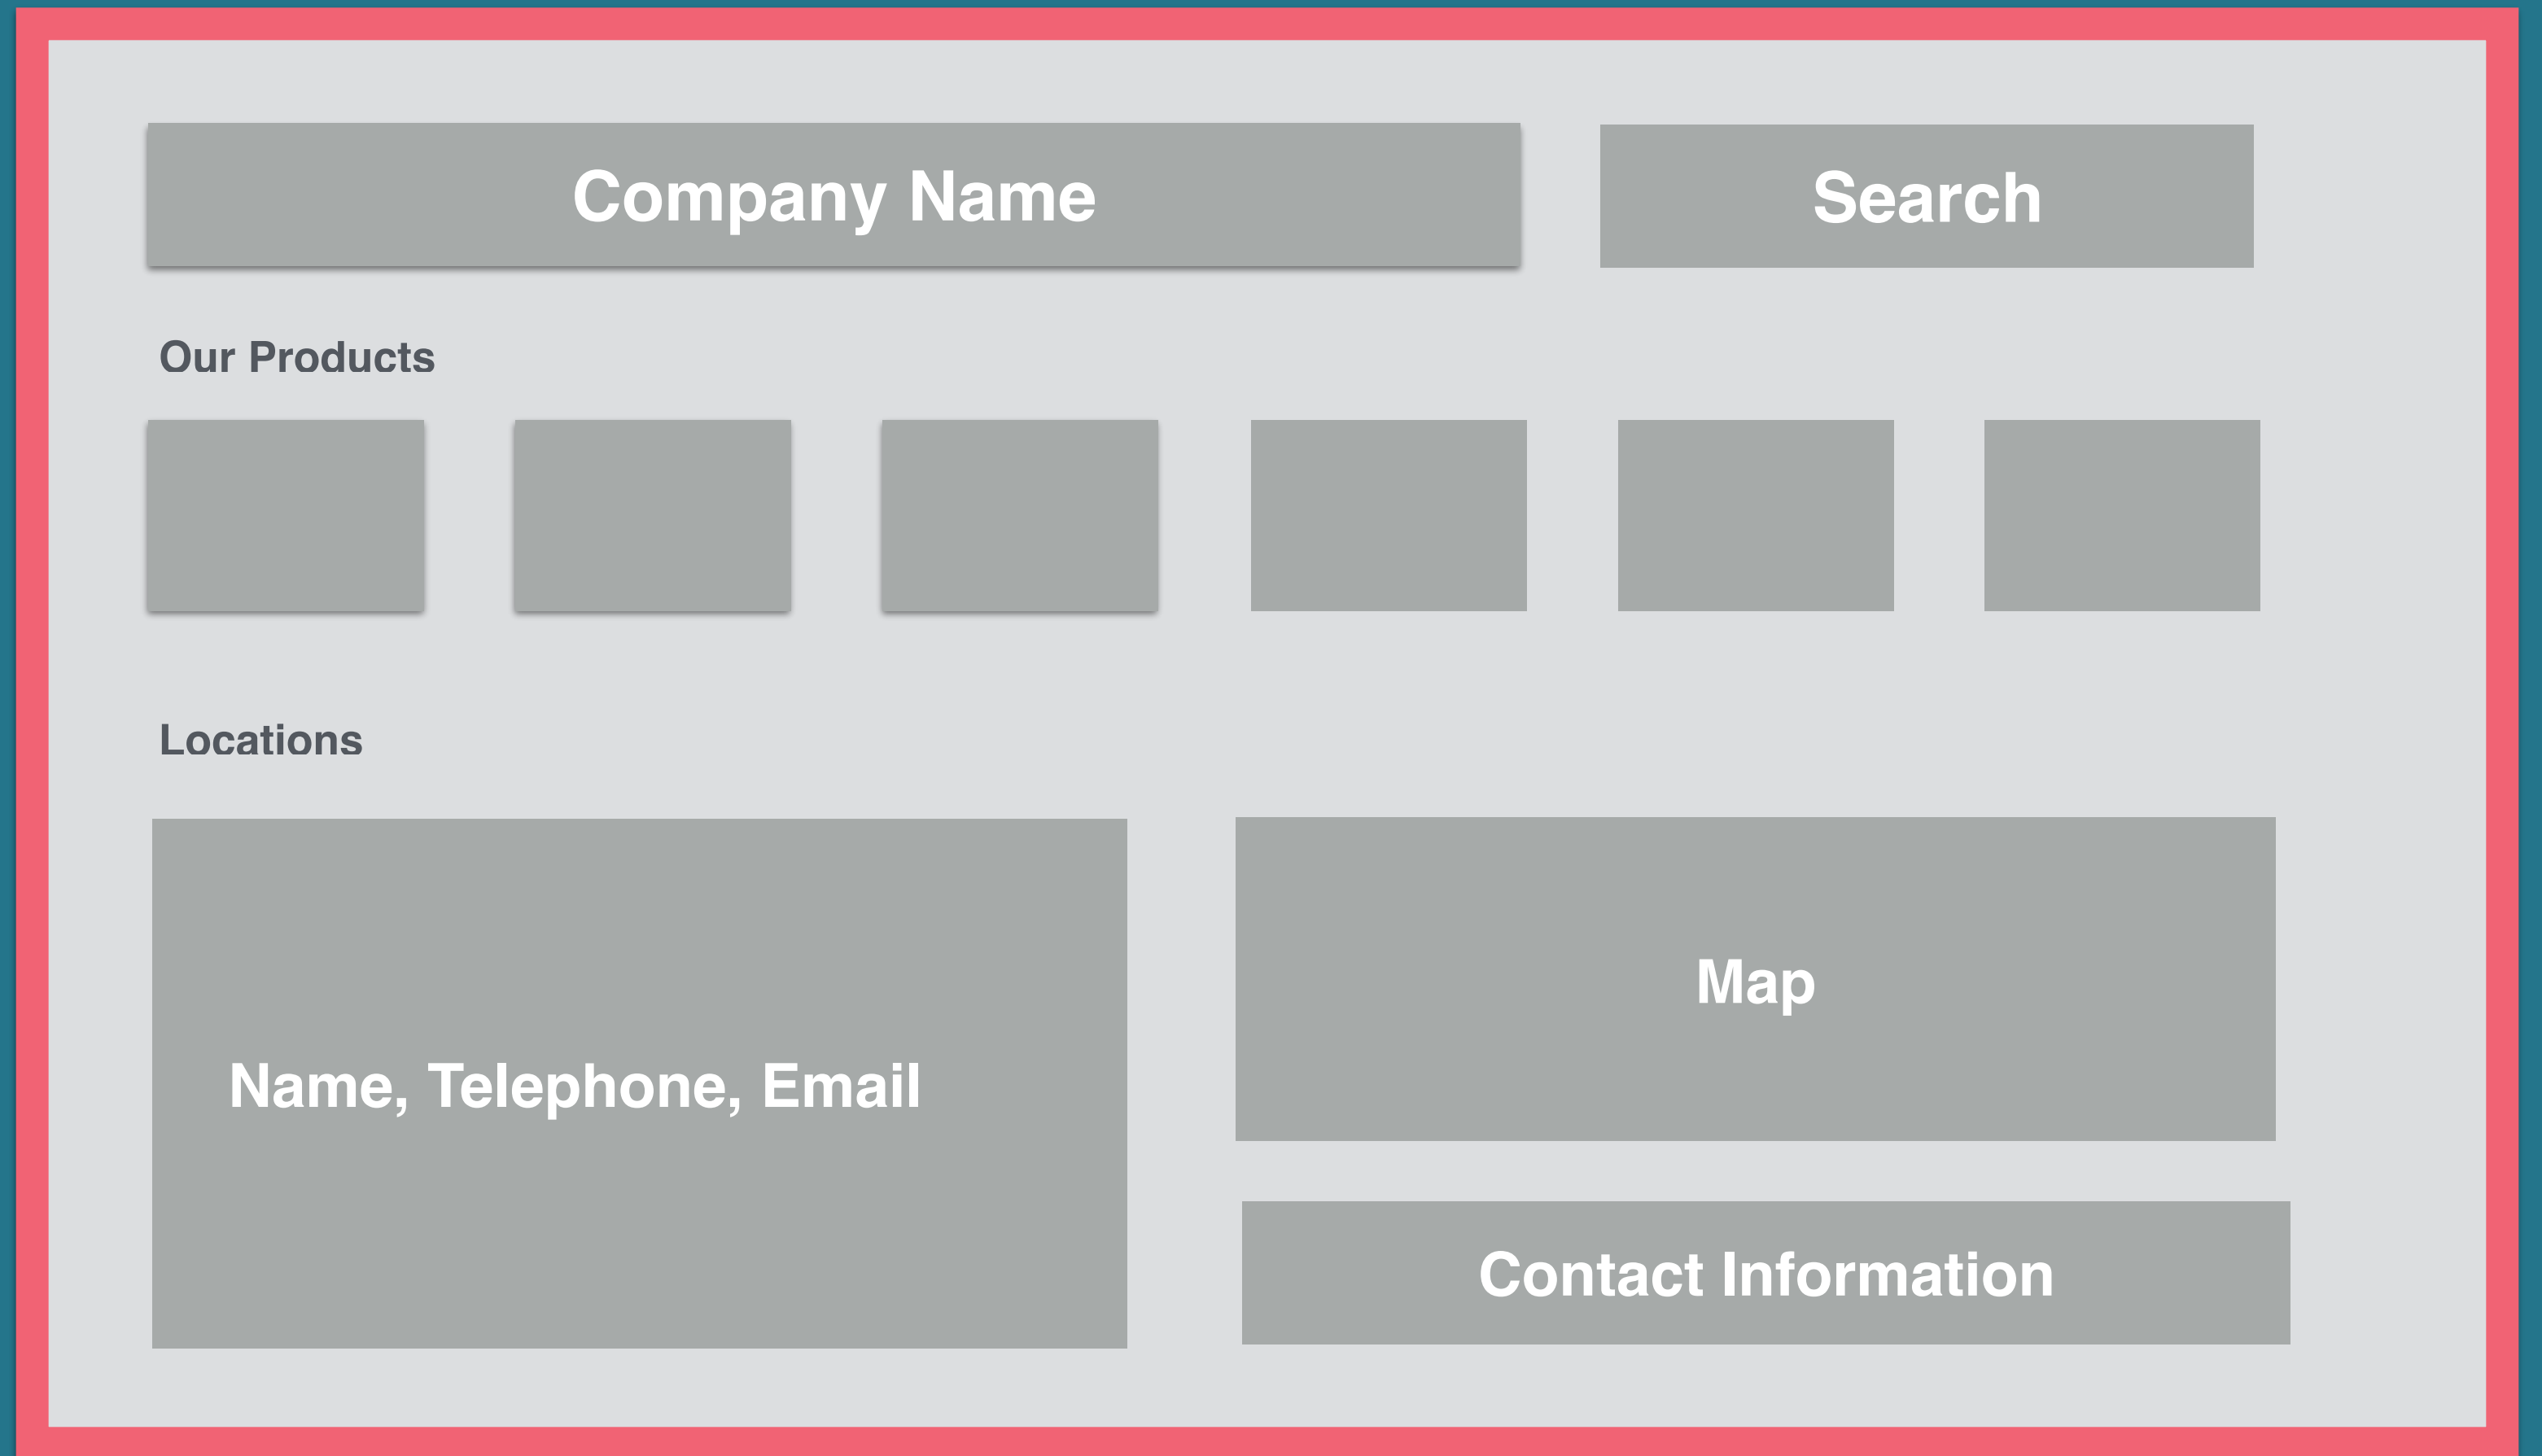 Company Name
Search
Our Products
Locations
Name, Telephone, Email
Map
Contact Information